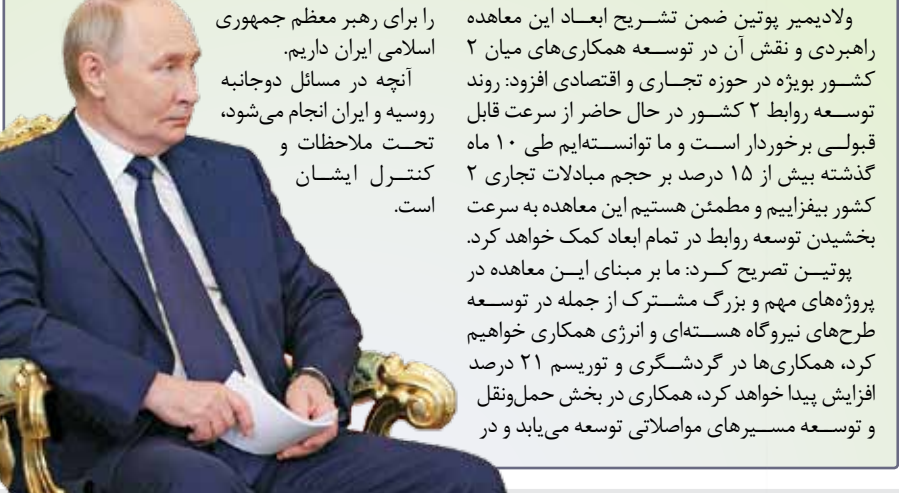 ولادیمیر پوتین ضمن تشریح ابعاد این معاهده
راهبردی و نقش آن در توسعه همکاری‌های میان ۲
کشور بویژه در حوزه تجاری و اقتصادی افزود: روند
توسعه روابط ۲ کشور در حال حاضر از سرعت قابل
قبولی برخوردار است و ما توانسته‌ایم طی ۱۰ ماه
گذشته بیش از ۱۵ درصد بر حجم مبادلات تجاری ۲
کشور بیفزاییم و مطمئن هستیم این معاهده به سرعت
بخشیدن توسعه روابط در تمام ابعاد کمک خواهد کرد.
پوتین تصریح کرد: ما بر مبنای این معاهده در
پروژه‌های مهم و بزرگ مشترک از جمله در توسعه
طرح‌های نیروگاه هسته‌ای و انرژی همکاری خواهیم
کرد، همکاری‌ها در گردشگری و توریسم ۲۱ درصد
افزایش پیدا خواهد کرد، همکاری در بخش حمل‌ونقل
و توسعه مسیرهای مواصلاتی توسعه می‌یابد و در
را برای رهبر معظم جمهوری
اسلامی ایران داریم.
آنچه در مسائل دوجانبه
روسیه و ایران انجام می‌شود،
تحت ملاحظات و
کنترل ایشان
است.